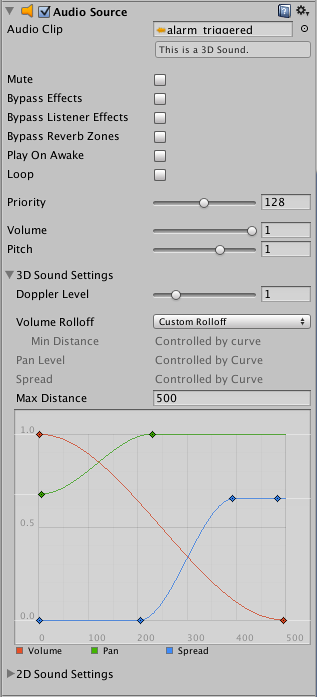 Audio Source
Audio Clip alarm_triggered
This is a 3D Sound.
Mute
Bypass Effects
Bypass Listener Effects
Bypass Reverb Zones
Play On Awake
Loop
Priority 128
Volume 1
Pitch 1
3D Sound Settings
Doppler Level 1
Volume Rolloff Custom Rolloff
Min Distance Controlled by curve
Pan Level Controlled by Curve
Spread Controlled by Curve
Max Distance 500
1.0
0.5
0.0
0 100 200 300 400 500
Volume Pan Spread
2D Sound Settings